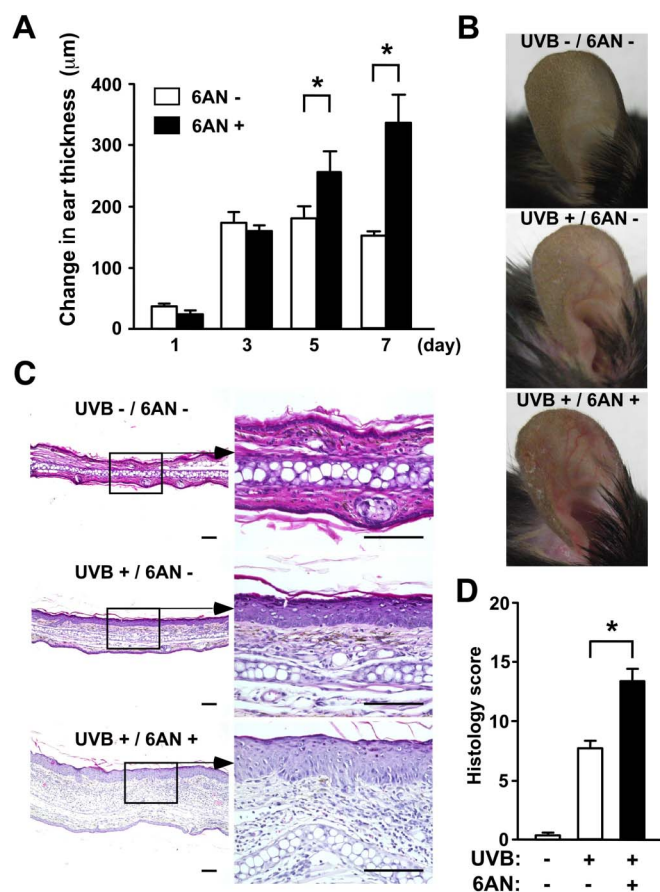 A
Change in ear thickness (μm)
400
300
200
100
0
6AN -
6AN +
*
*
1 3 5 7 (day)
B
UVB - / 6AN -
UVB + / 6AN -
UVB + / 6AN +
C
UVB - / 6AN -
UVB + / 6AN -
UVB + / 6AN +
D
Histology score
20
15
10
5
0
*
UVB: - + +
6AN: - - +